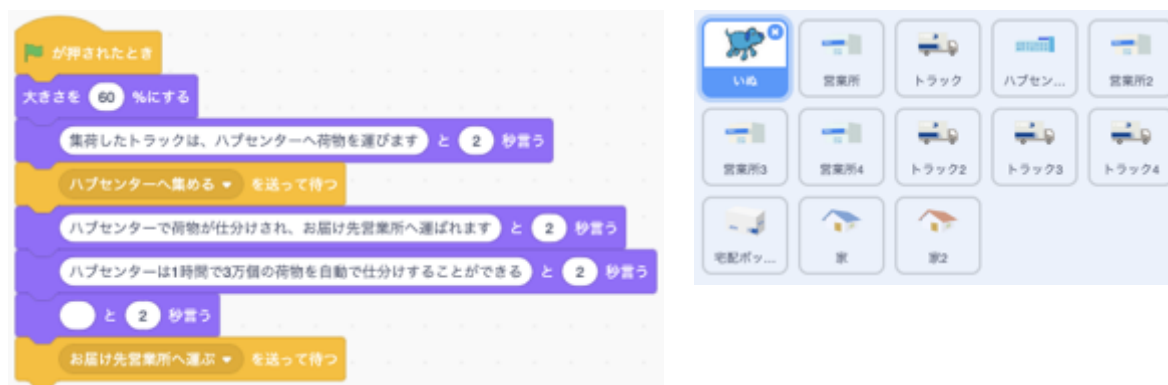 が押されたとき
大きさを 60 %にする
集荷したトラックは、ハブセンターへ荷物を運びます と 2 秒言う
ハブセンターへ集める を送って待つ
ハブセンターで荷物が仕分けされ、お届け先営業所へ運ばれます と 2 秒言う
ハブセンターは1時間で3万個の荷物を自動で仕分けすることができる と 2 秒言う
と 2 秒言う
お届け先営業所へ運ぶ を送って待つ
いぬ 営業所 トラック ハブセン... 営業所2
営業所3 営業所4 トラック2 トラック3 トラック4
宅配ボッ... 家 家2